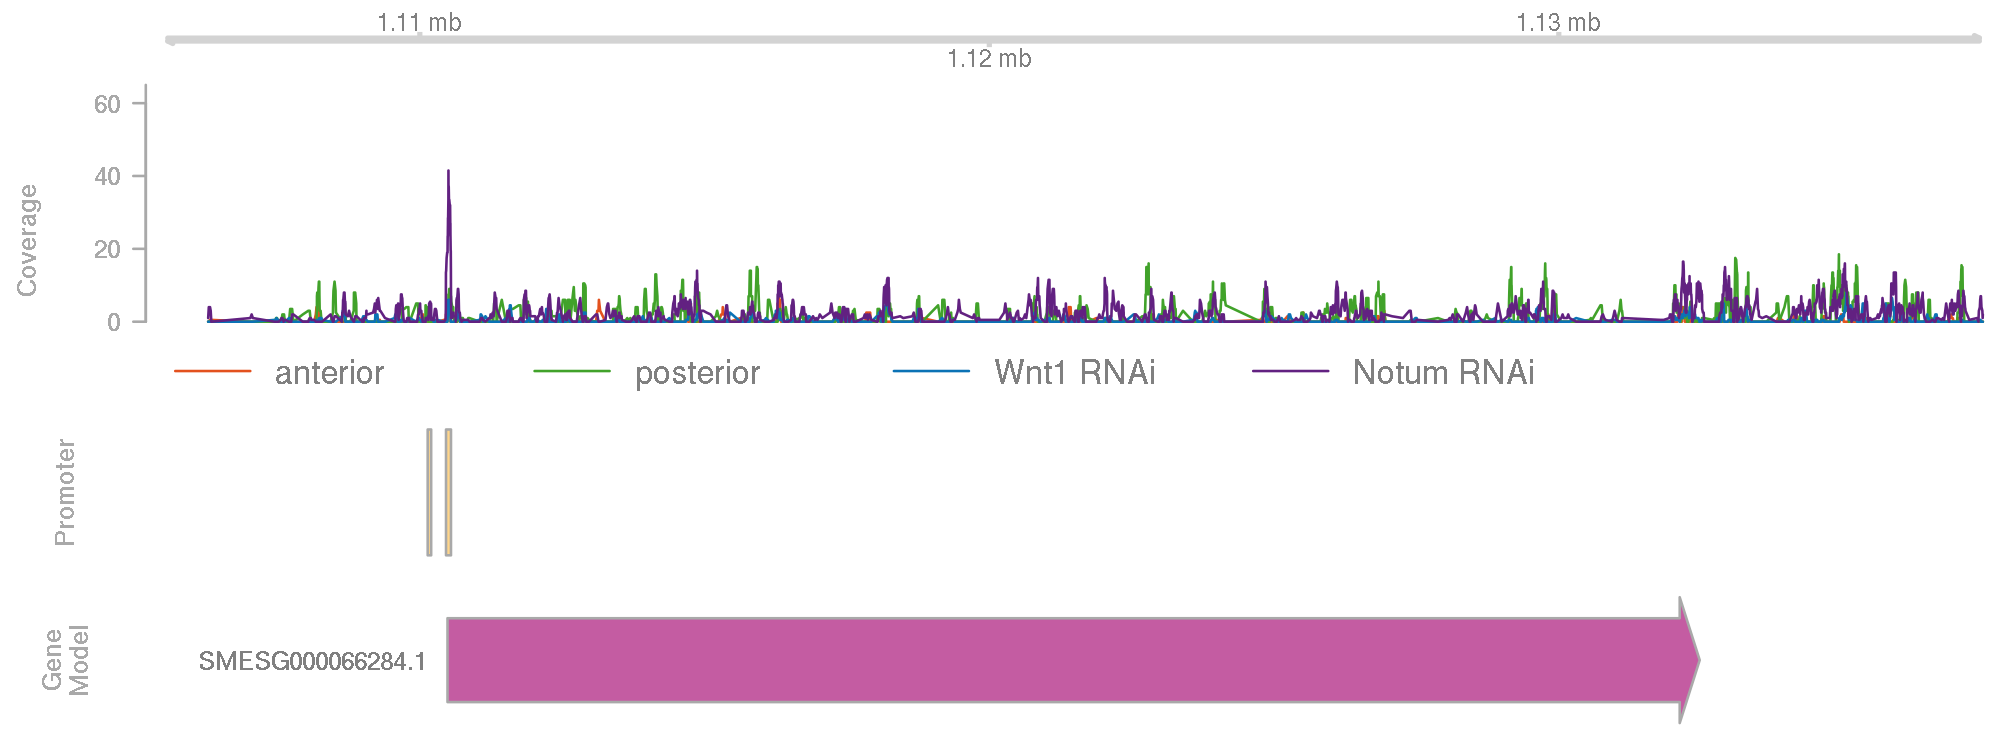 1.11 mb
1.13 mb
1.12 mb
60
40
20
0
Coverage
anterior posterior Wnt1 RNAi Notum RNAi
Promoter
Gene
Model
SMESG000066284.1